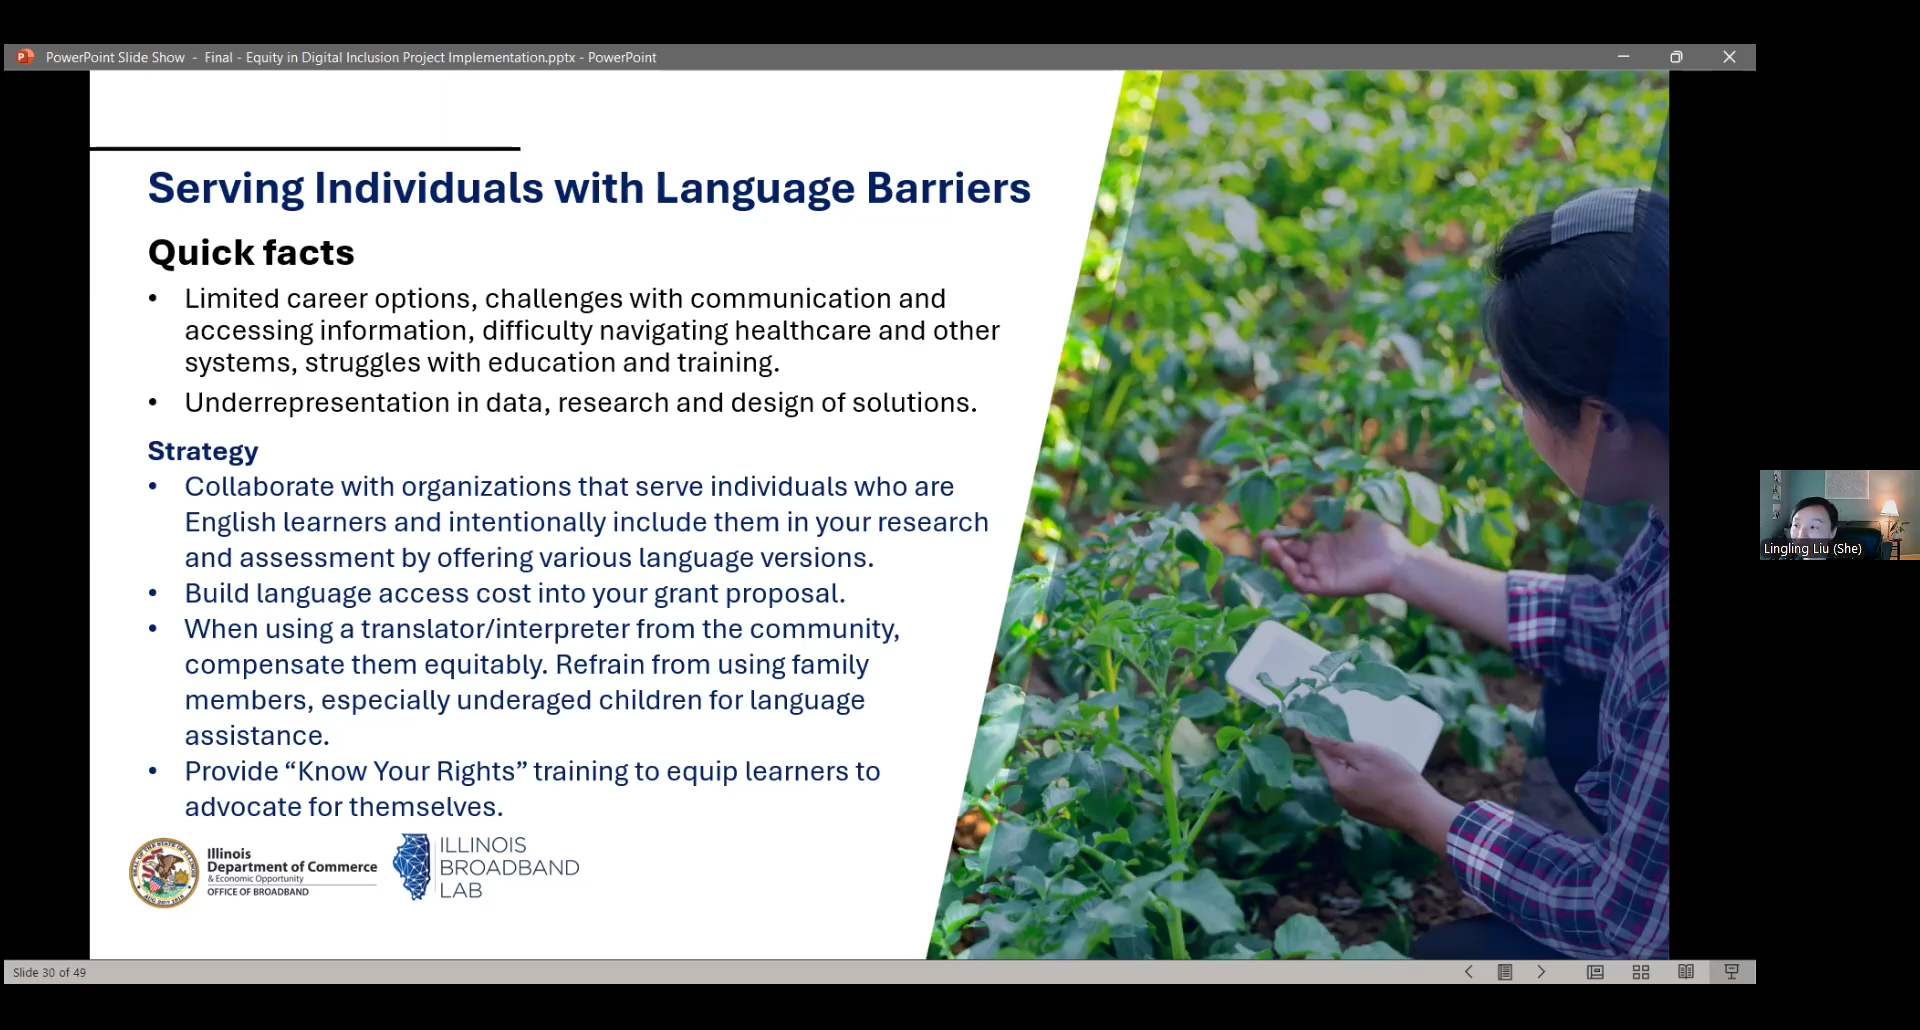 PowerPoint Slide Show - Final - Equity in Digital Inclusion Project Implementation.pptx - PowerPoint
Serving Individuals with Language Barriers
Quick facts
• Limited career options, challenges with communication and
accessing information, difficulty navigating healthcare and other
systems, struggles with education and training.
• Underrepresentation in data, research and design of solutions.
Strategy
• Collaborate with organizations that serve individuals who are
English learners and intentionally include them in your research
and assessment by offering various language versions.
• Build language access cost into your grant proposal.
• When using a translator/interpreter from the community,
compensate them equitably. Refrain from using family
members, especially underaged children for language
assistance.
• Provide “Know Your Rights” training to equip learners to
advocate for themselves.
Illinois
Department of Commerce
& Economic Opportunity
OFFICE OF BROADBAND
ILLINOIS
BROADBAND
LAB
Lingling Liu (She)
Slide 30 of 49